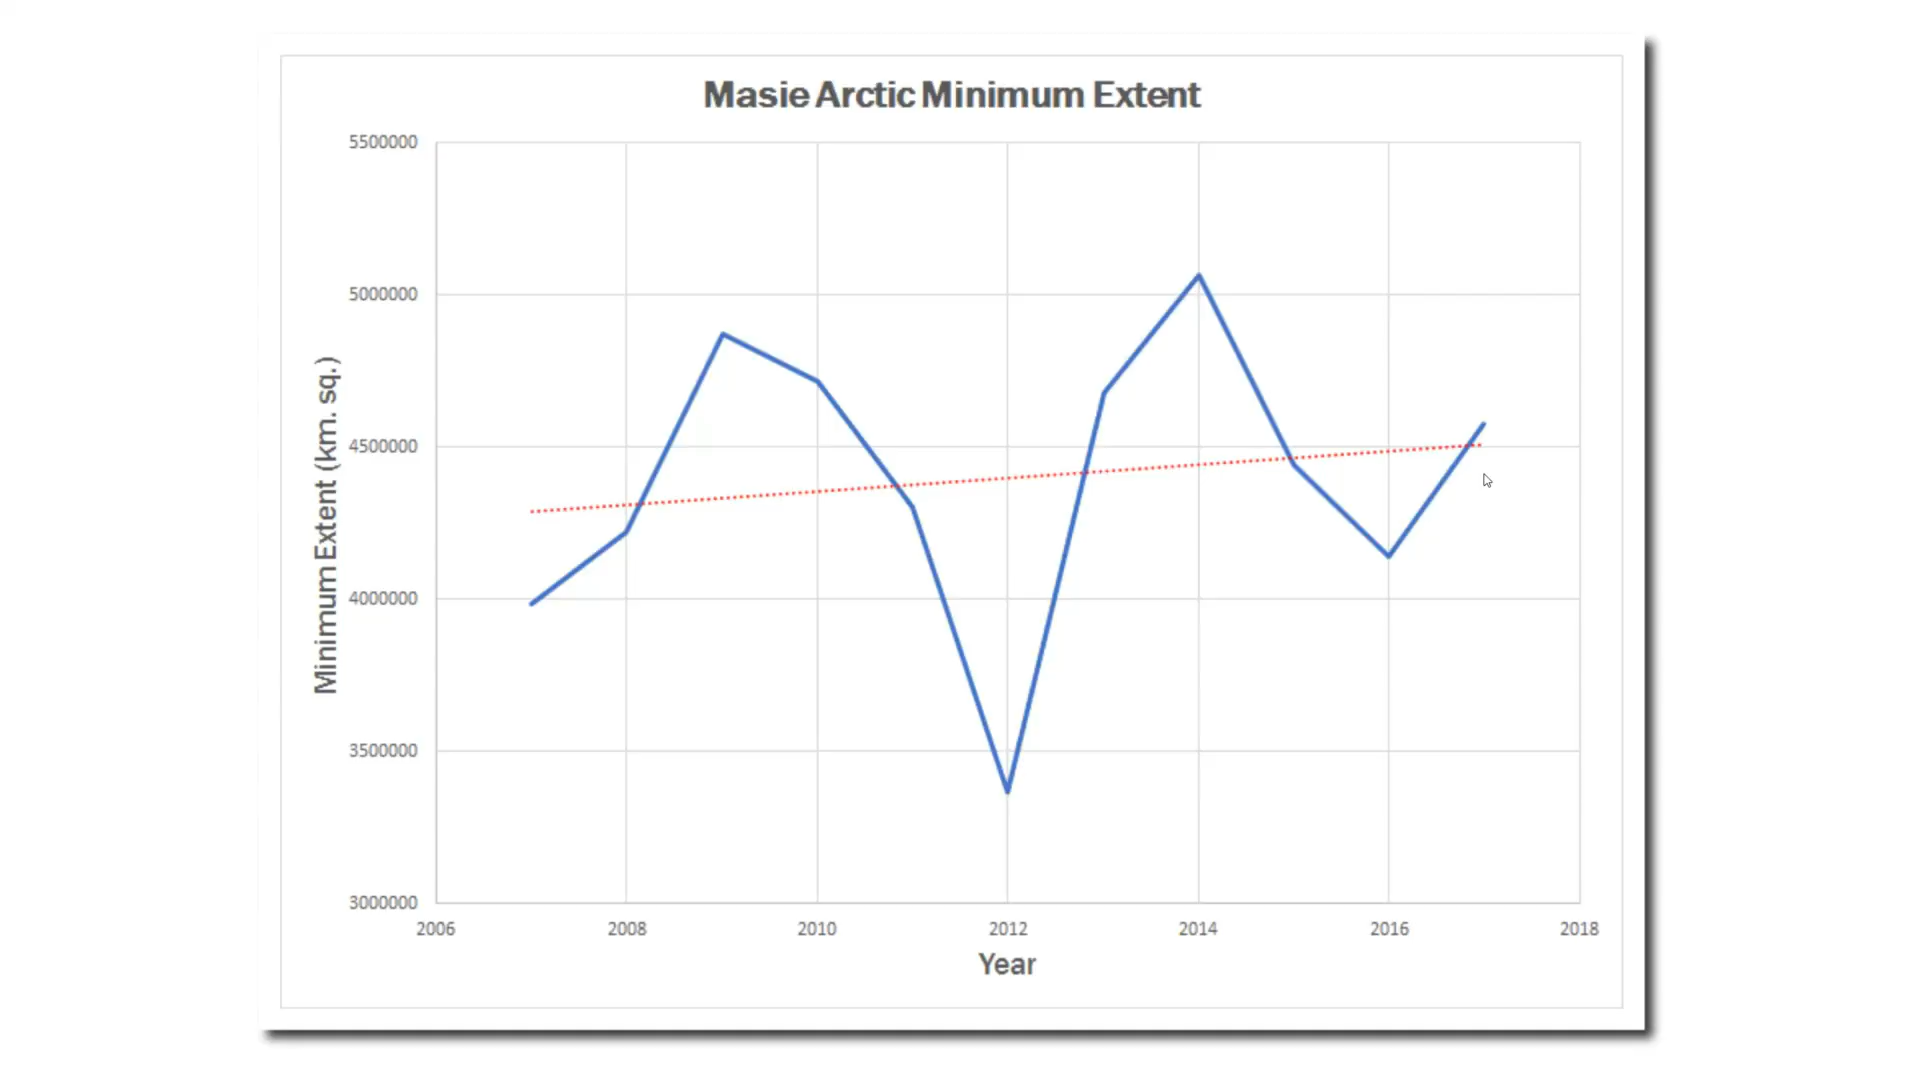 Masie Arctic Minimum Extent
5500000
5000000
4500000
4000000
3500000
3000000
Minimum Extent (km. sq.)
2006 2008 2010 2012 2014 2016 2018
Year